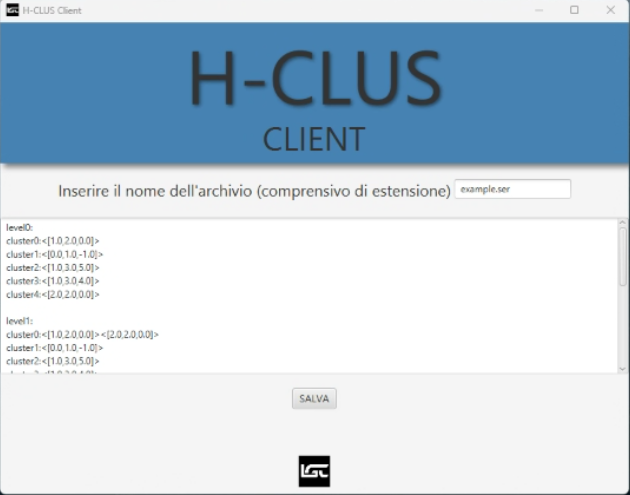 H-CLUS Client
H-CLUS
CLIENT
Inserire il nome dell'archivio (comprensivo di estensione) example.ser
level0:
cluster0:<[1.0,2.0,0.0]>
cluster1:<[0.0,1.0,-1.0]>
cluster2:<[1.0,3.0,5.0]>
cluster3:<[1.0,3.0,4.0]>
cluster4:<[2.0,2.0,0.0]>
level1:
cluster0:<[1.0,2.0,0.0]><[2.0,2.0,0.0]>
cluster1:<[0.0,1.0,-1.0]>
cluster2:<[1.0,3.0,5.0]>
SALVA